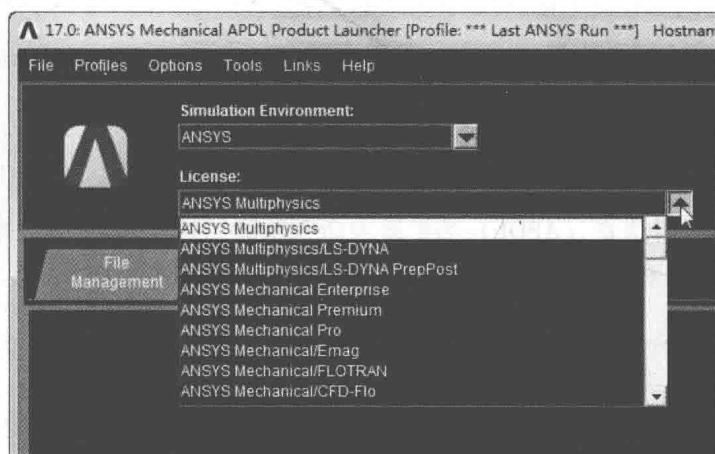 17.0: ANSYS Mechanical APDL Product Launcher [Profile: *** Last ANSYS Run ***] Hostnam
File Profiles Options Tools Links Help
Simulation Environment:
ANSYS
License:
ANSYS Multiphysics
ANSYS Multiphysics
ANSYS Multiphysics/LS-DYNA
ANSYS Multiphysics/LS-DYNA PrepPost
ANSYS Mechanical Enterprise
ANSYS Mechanical Premium
ANSYS Mechanical Pro
ANSYS Mechanical/Emag
ANSYS Mechanical/FLOTRAN
ANSYS Mechanical/CFD-Flo
File
Management